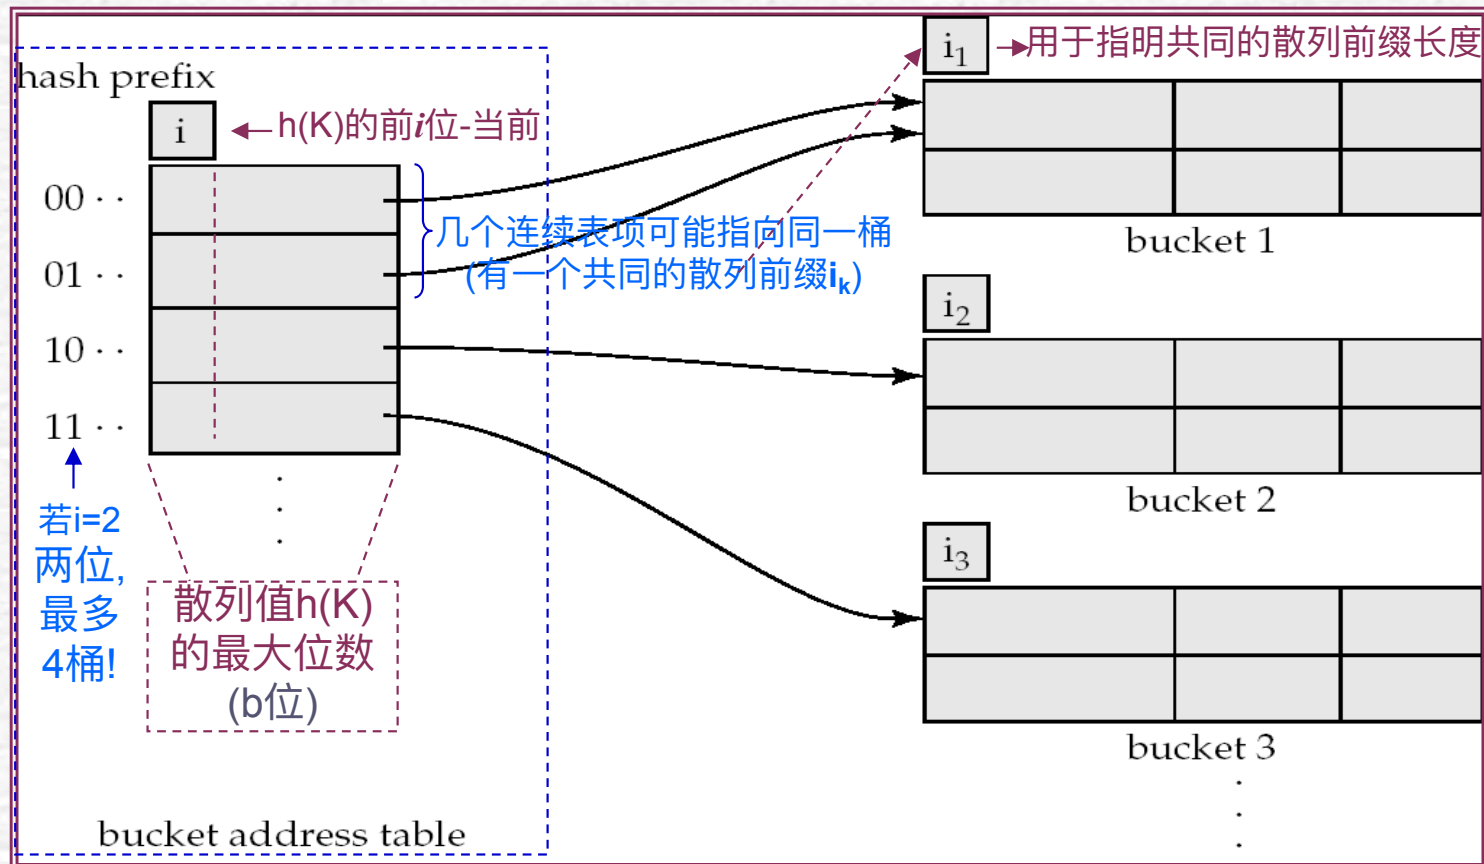 hash prefix
i
h(K)的前i位-当前
00 ··
01 ··
10 ··
11 ··
几个连续表项可能指向同一桶
(有一个共同的散列前缀iₖ)
若i=2
两位,
最多
4桶!
散列值h(K)
的最大位数
(b位)
bucket address table
i₁
用于指明共同的散列前缀长度
bucket 1
i₂
bucket 2
i₃
bucket 3